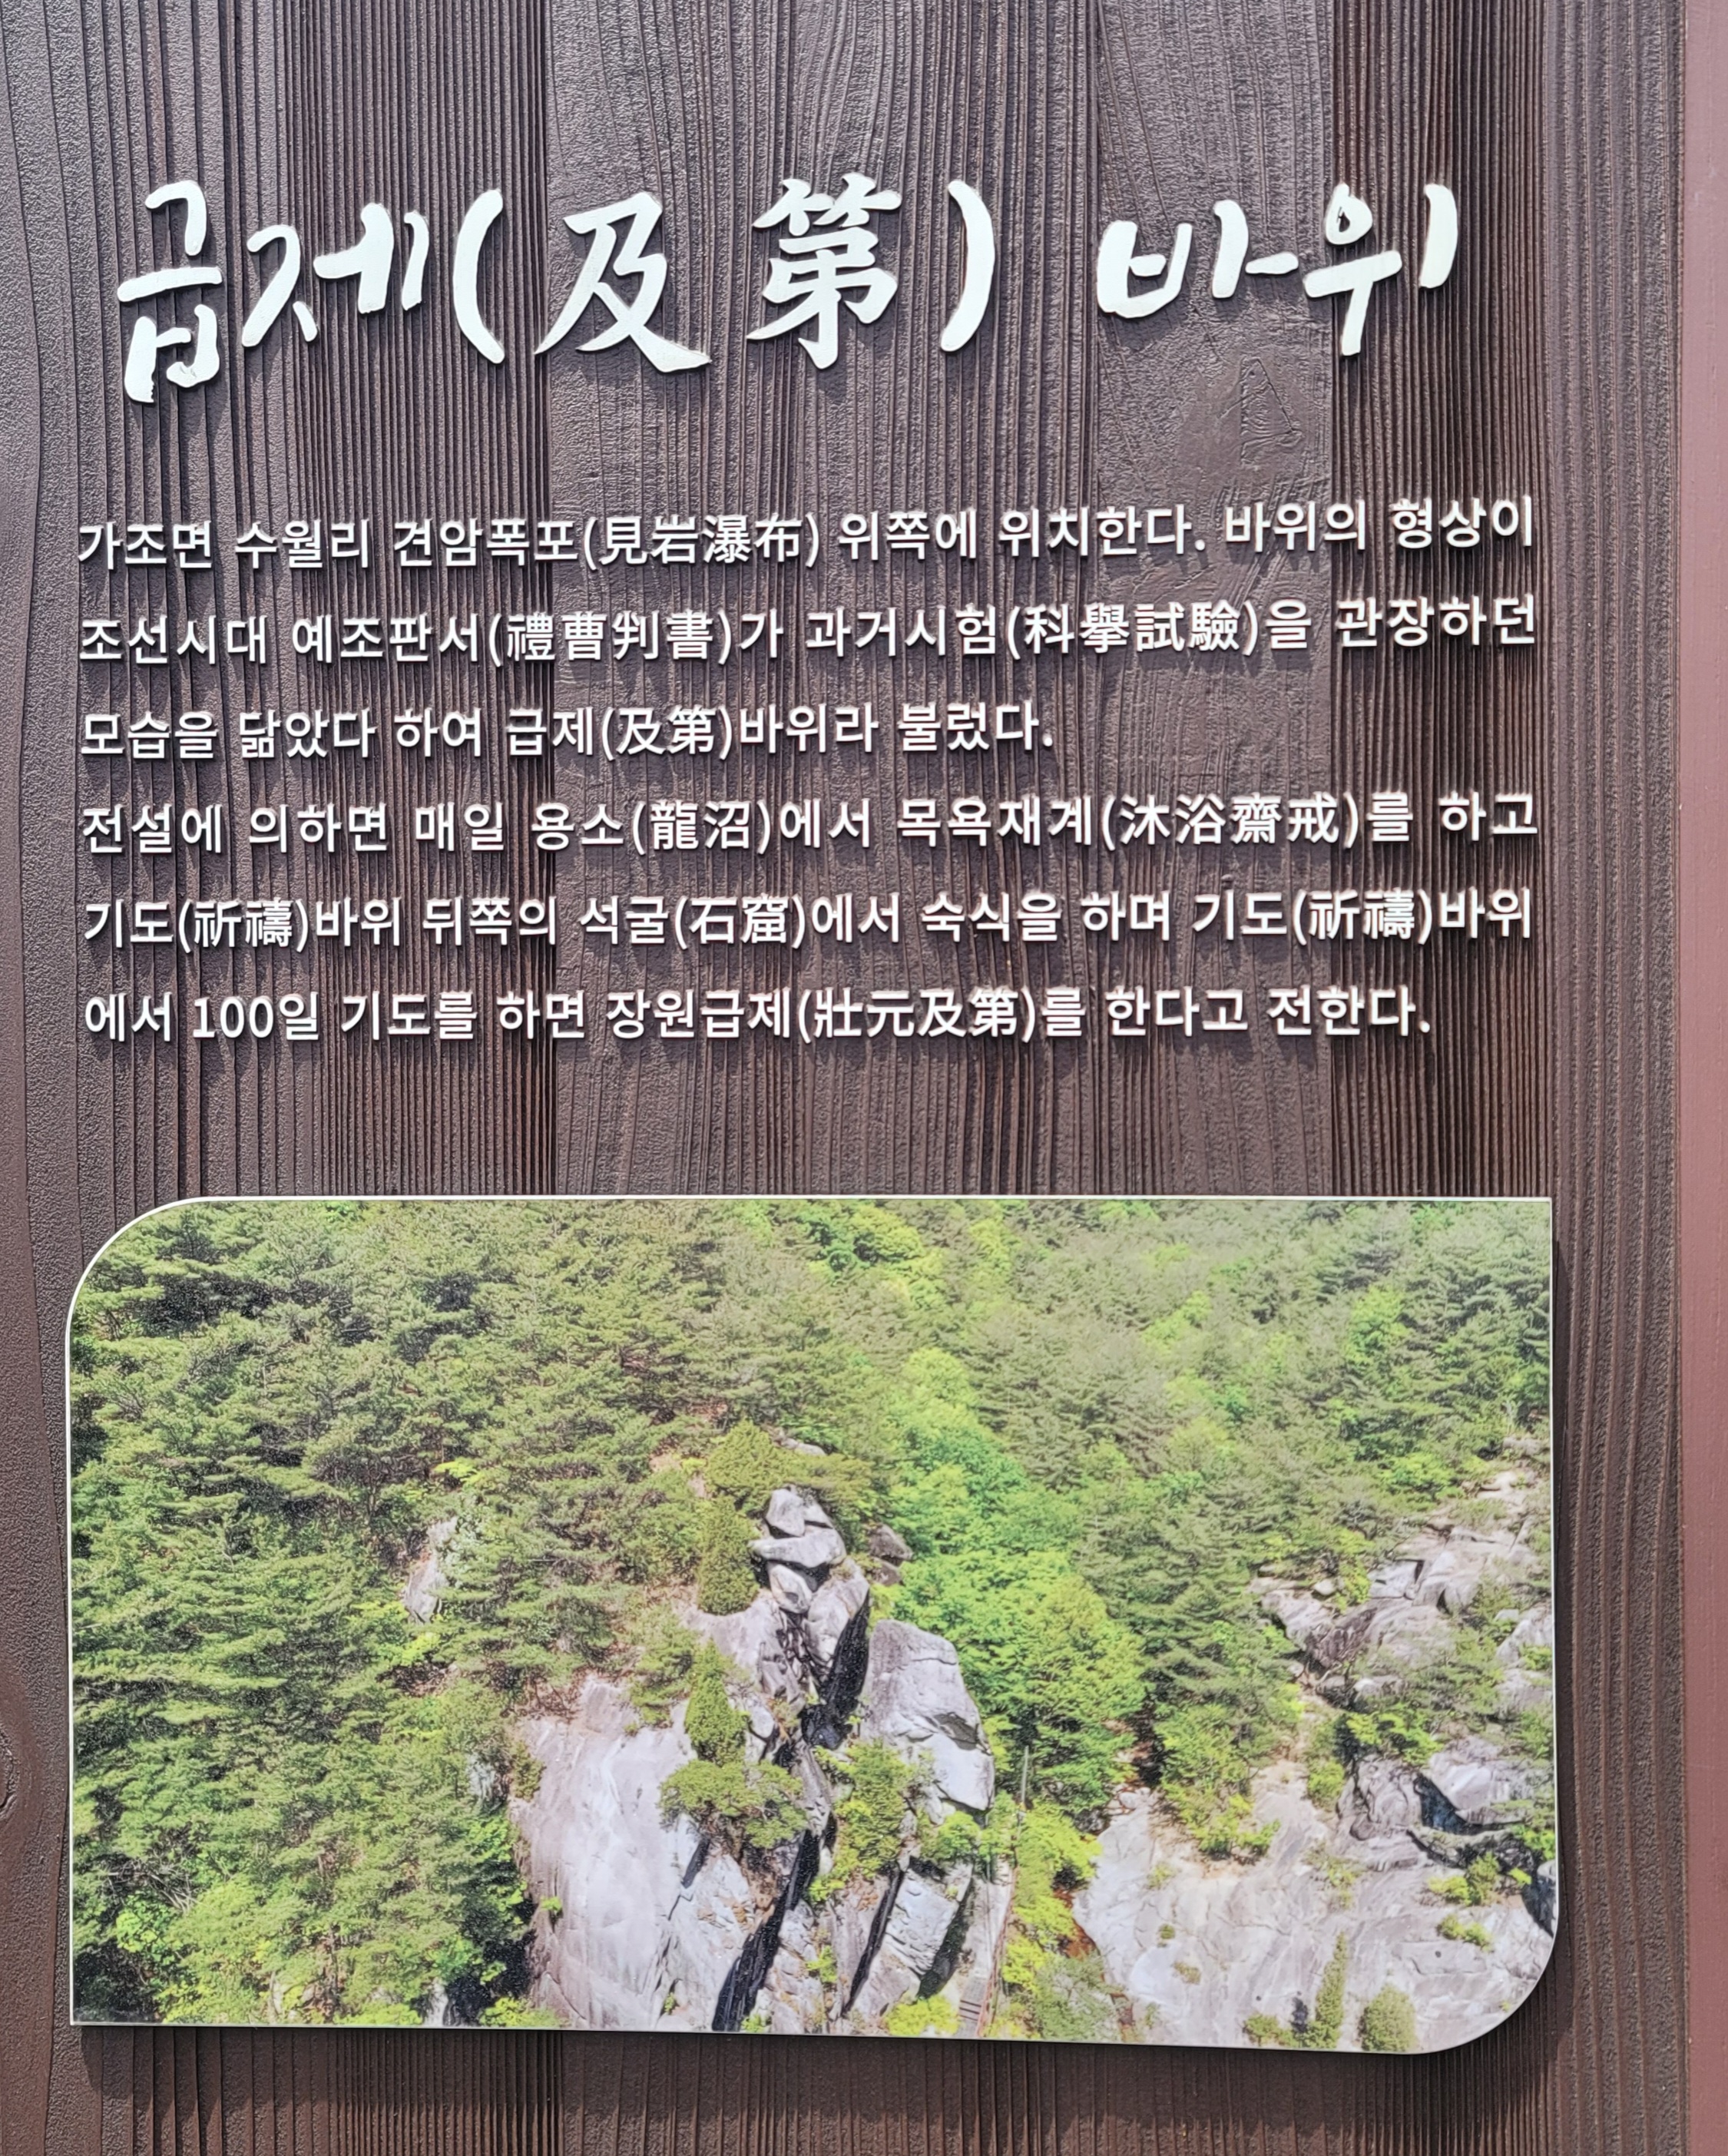 급제(及第) 바위
가조면 수월리 견암폭포(見岩瀑布) 위쪽에 위치한다. 바위의 형상이
조선시대 예조판서(禮曹判書)가 과거시험(科擧試驗)을 관장하던
모습을 닮았다 하여 급제(及第)바위라 불렀다.
전설에 의하면 매일 용소(龍沼)에서 목욕재계(沐浴齋戒)를 하고
기도(祈禱)바위 뒤쪽의 석굴(石窟)에서 숙식을 하며 기도(祈禱)바위
에서 100일 기도를 하면 장원급제(壯元及第)를 한다고 전한다.